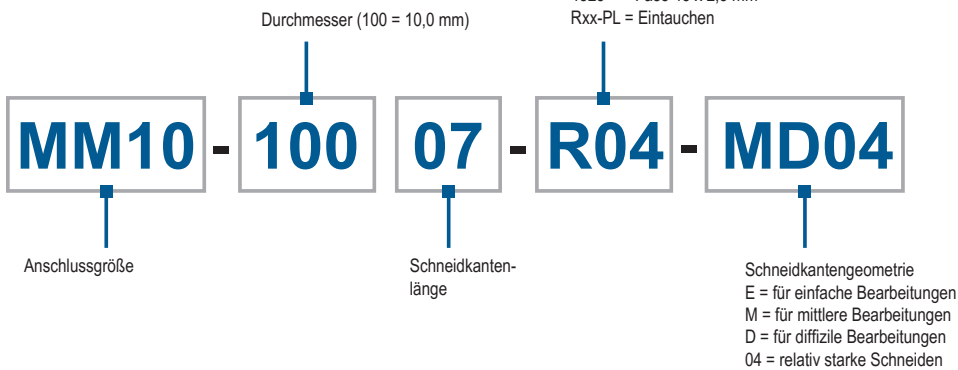 Durchmesser (100 = 10,0 mm)
Rxx-PL = Eintauchen
MM10 - 100 07 - R04 - MD04
Anschlussgröße
Schneidkanten-
länge
Schneidkantengeometrie
E = für einfache Bearbeitungen
M = für mittlere Bearbeitungen
D = für diffizile Bearbeitungen
04 = relativ starke Schneiden